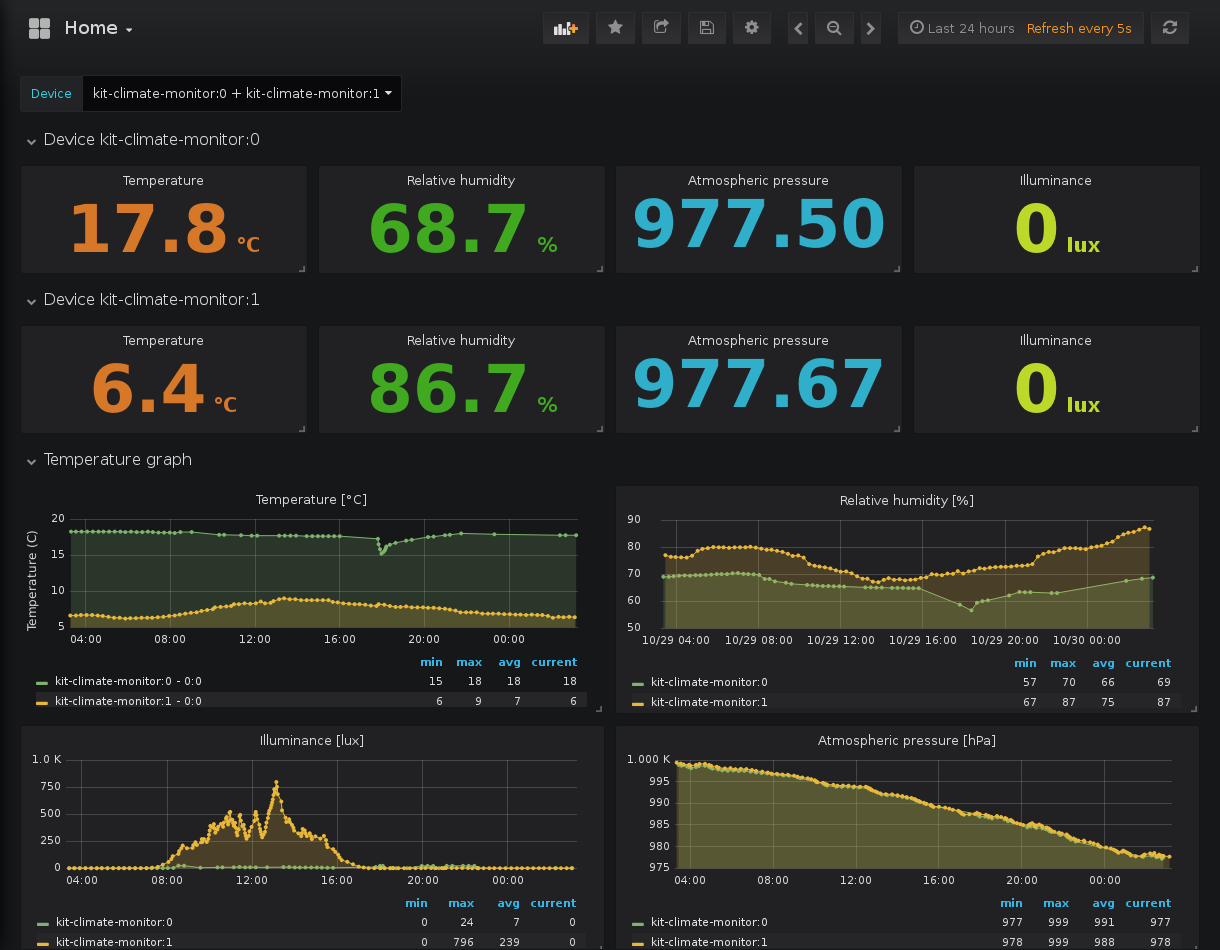 Home
Last 24 hours Refresh every 5s
Device kit-climate-monitor:0 + kit-climate-monitor:1
Device kit-climate-monitor:0
Temperature
17.8 °C
Relative humidity
68.7 %
Atmospheric pressure
977.50
Illuminance
0 lux
Device kit-climate-monitor:1
Temperature
6.4 °C
Relative humidity
86.7 %
Atmospheric pressure
977.67
Illuminance
0 lux
Temperature graph
Temperature [°C]
Temperature (C)
20
15
10
5
04:00 08:00 12:00 16:00 20:00 00:00
min max avg current
kit-climate-monitor:0 - 0:0 15 18 18 18
kit-climate-monitor:1 - 0:0 6 9 7 6
Relative humidity [%]
90
80
70
60
50
10/29 04:00 10/29 08:00 10/29 12:00 10/29 16:00 10/29 20:00 10/30 00:00
min max avg current
kit-climate-monitor:0 57 70 66 69
kit-climate-monitor:1 67 87 75 87
Illuminance [lux]
1.0 K
750
500
250
0
04:00 08:00 12:00 16:00 20:00 00:00
min max avg current
kit-climate-monitor:0 0 24 7 0
kit-climate-monitor:1 0 796 239 0
Atmospheric pressure [hPa]
1.000 K
995
990
985
980
975
04:00 08:00 12:00 16:00 20:00 00:00
min max avg current
kit-climate-monitor:0 977 999 991 977
kit-climate-monitor:1 978 999 988 978